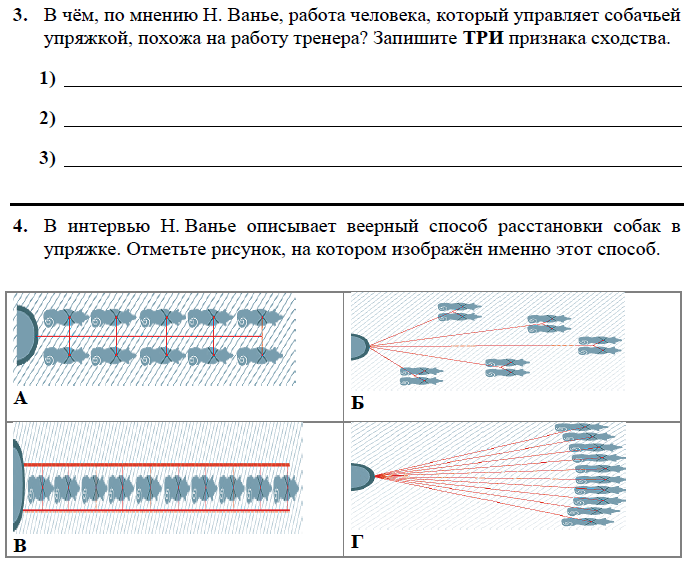 3. В чём, по мнению Н. Ванье, работа человека, который управляет собачьей
упряжкой, похожа на работу тренера? Запишите ТРИ признака сходства.
1)
2)
3)
4. В интервью Н. Ванье описывает веерный способ расстановки собак в
упряжке. Отметьте рисунок, на котором изображён именно этот способ.
А
Б
В
Г